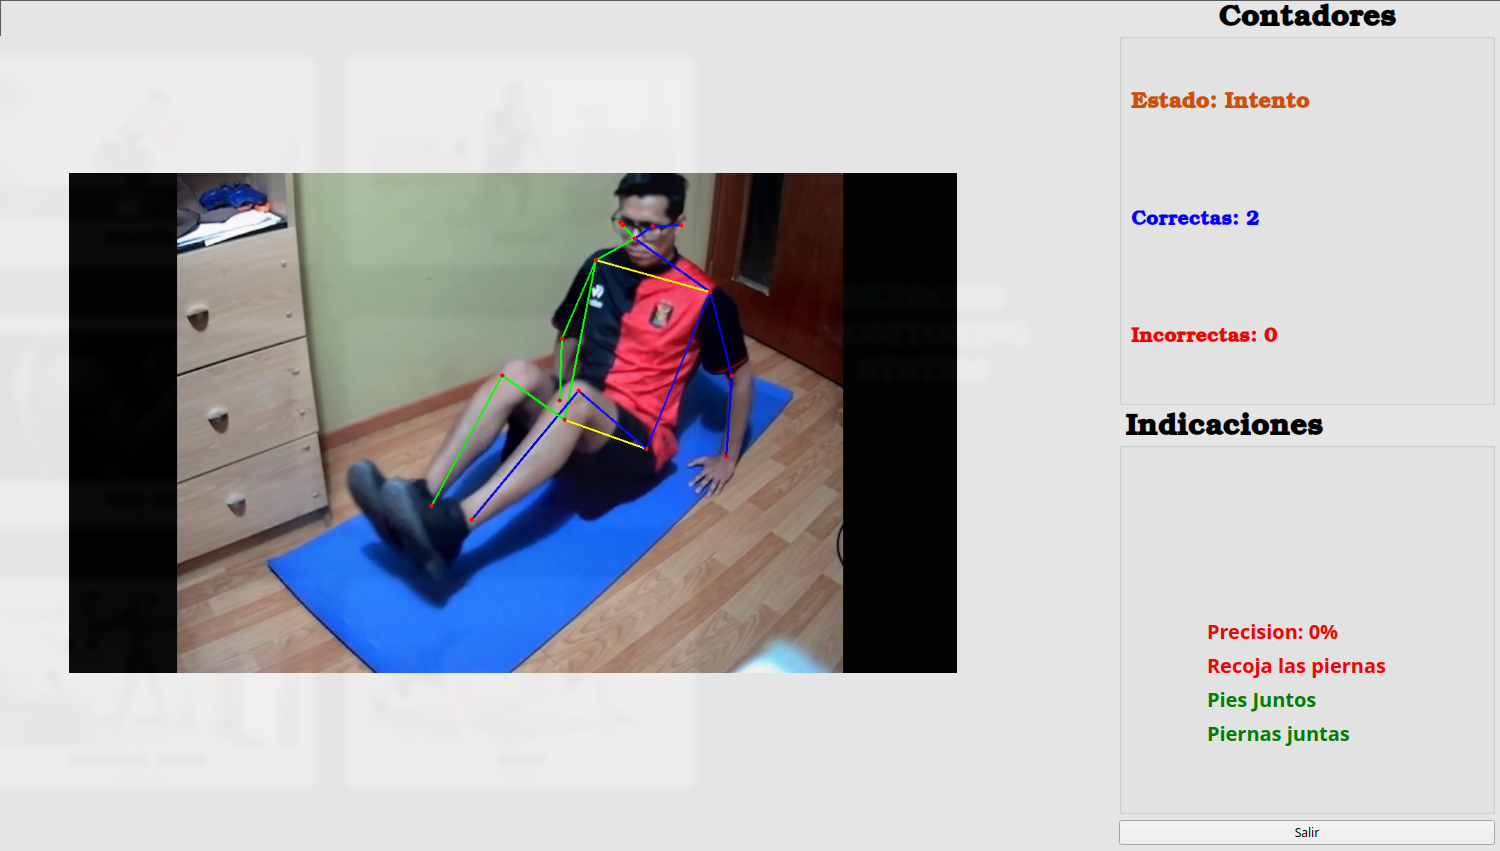 Contadores
Estado: Intento
Correctas: 2
Incorrectas: 0
Indicaciones
Precision: 0%
Recoja las piernas
Pies Juntos
Piernas juntas
Salir